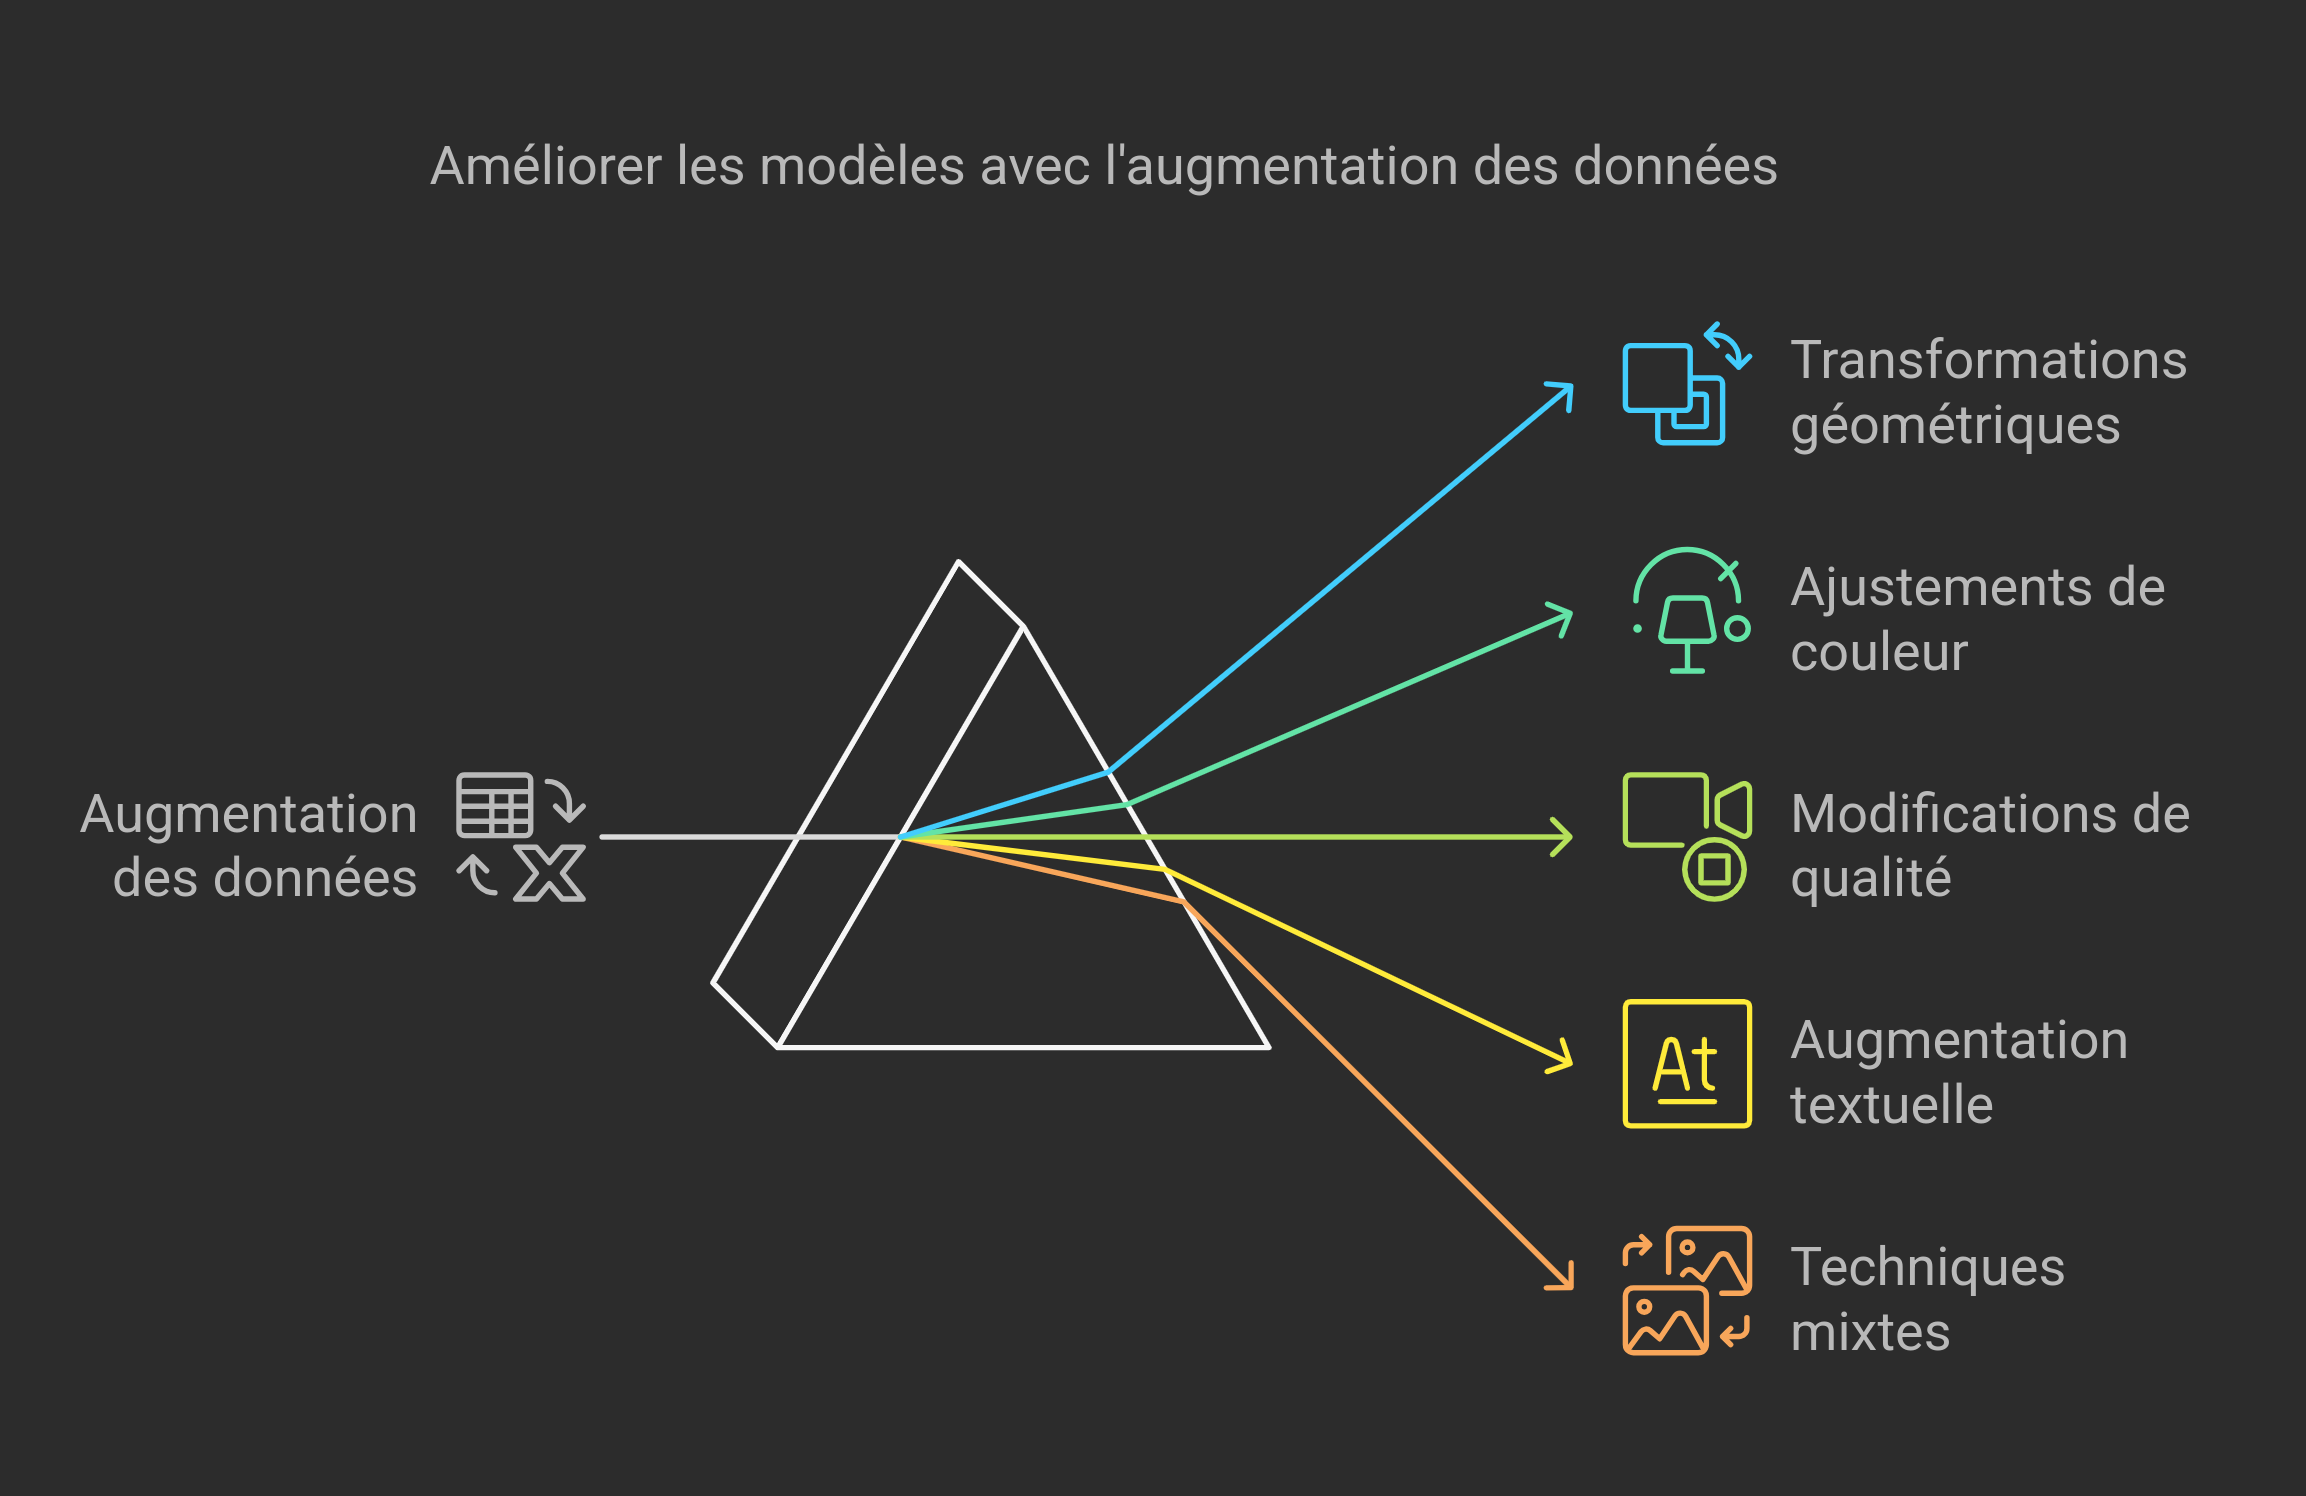 Améliorer les modèles avec l'augmentation des données
Augmentation
des données
Transformations
géométriques
Ajustements de
couleur
Modifications de
qualité
At
Augmentation
textuelle
Techniques
mixtes